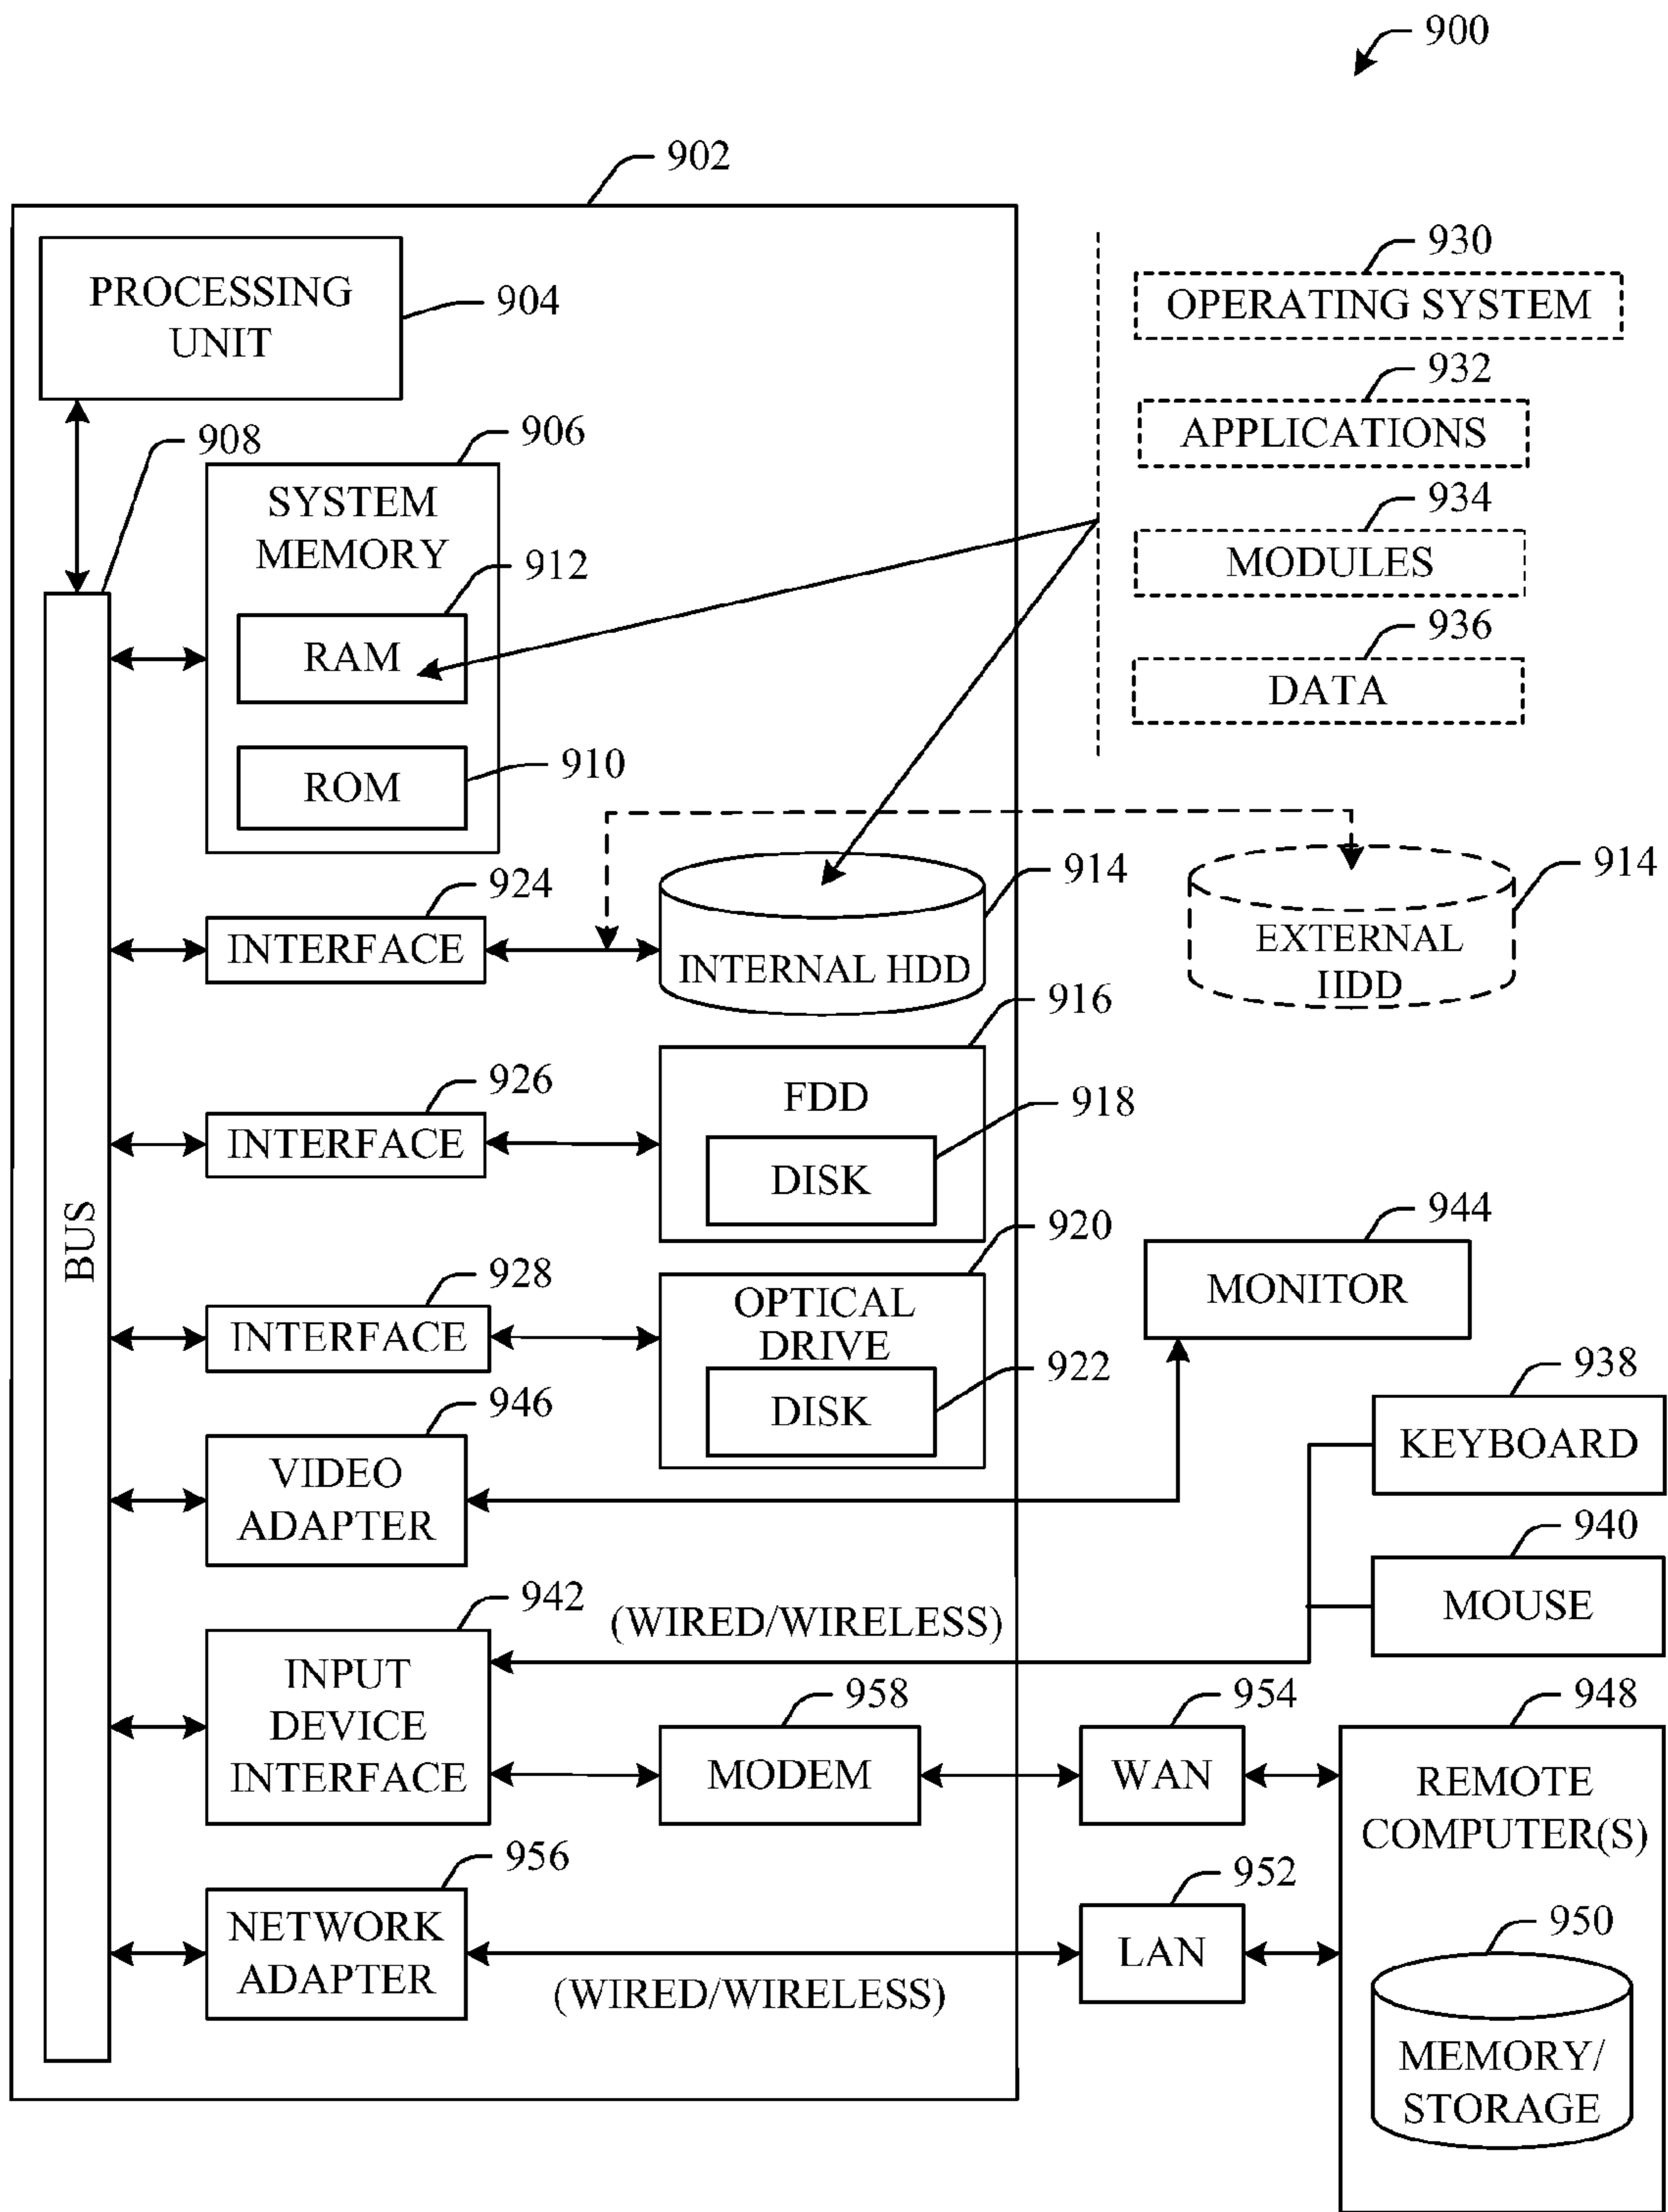 900
902
PROCESSING
UNIT
904
930
OPERATING SYSTEM
932
APPLICATIONS
934
MODULES
936
DATA
908
906
SYSTEM
MEMORY
912
RAM
910
ROM
924
INTERFACE
914
INTERNAL HDD
914
EXTERNAL
HDD
916
FDD
926
INTERFACE
918
DISK
BUS
920
OPTICAL
DRIVE
928
INTERFACE
922
DISK
944
MONITOR
946
VIDEO
ADAPTER
938
KEYBOARD
940
MOUSE
942
INPUT
DEVICE
INTERFACE
(WIRED/WIRELESS)
958
MODEM
954
WAN
948
REMOTE
COMPUTER(S)
956
NETWORK
ADAPTER
(WIRED/WIRELESS)
952
LAN
950
MEMORY/
STORAGE